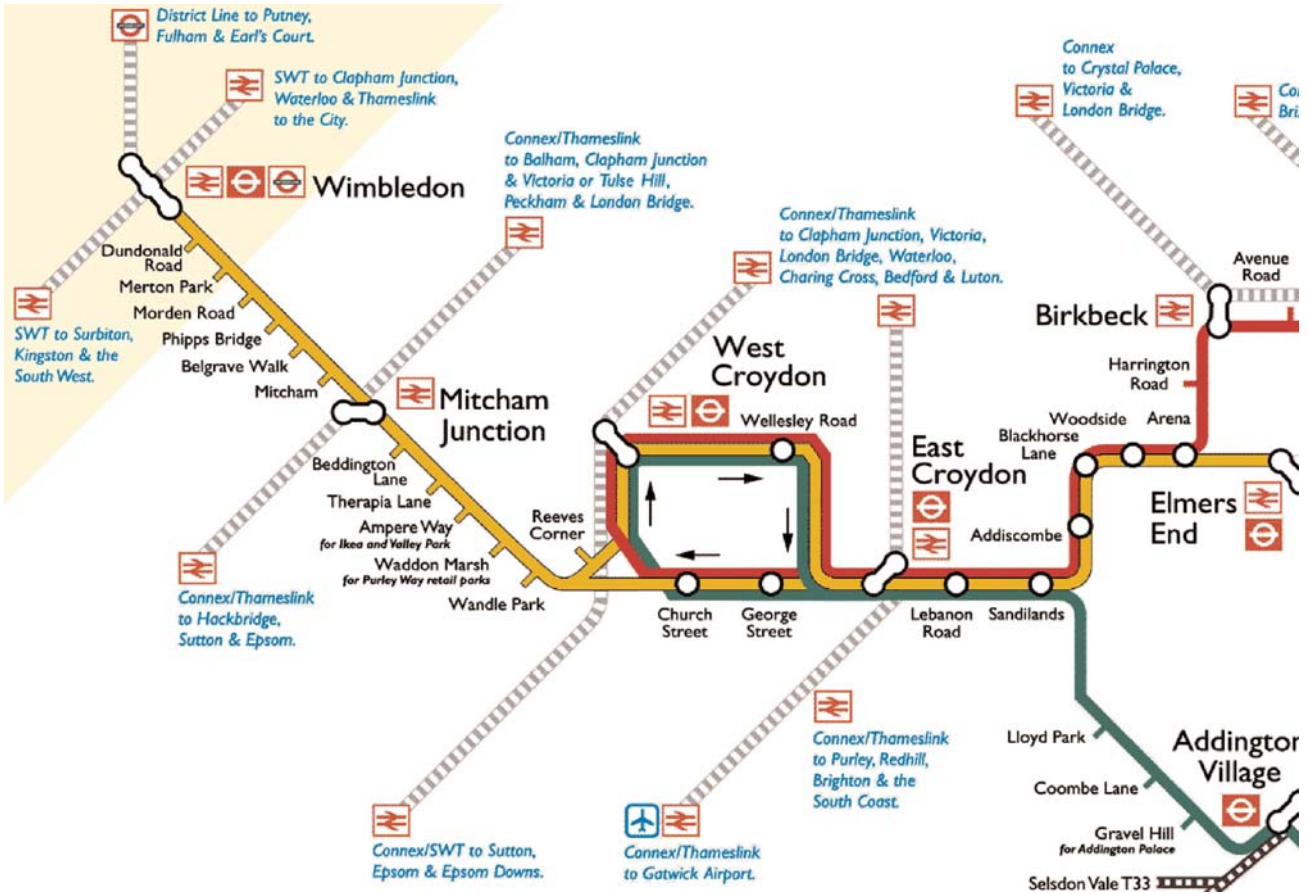 District Line to Putney,
Fulham & Earl's Court.
SWT to Clapham Junction,
Waterloo & Thameslink
to the City.
Wimbledon
Connex/Thameslink
to Balham, Clapham Junction
& Victoria or Tulse Hill,
Peckham & London Bridge.
Connex
to Crystal Palace,
Victoria &
London Bridge.
Connex/Thameslink
to Clapham Junction, Victoria,
London Bridge, Waterloo,
Charing Cross, Bedford & Luton.
Dundonald
Road
Merton Park
Morden Road
Phipps Bridge
Belgrave Walk
Mitcham
SWT to Surbiton,
Kingston & the
South West.
Mitcham
Junction
Beddington
Lane
Therapia Lane
Ampere Way
for Ikea and Valley Park
Waddon Marsh
for Purley Way retail parks
Wandle Park
Reeves
Corner
West
Croydon
Wellesley Road
East
Croydon
Church
Street
George
Street
Lebanon
Road
Sandilands
Addiscombe
Blackhorse
Lane
Woodside
Arena
Harrington
Road
Birkbeck
Avenue
Road
Elmers
End
Connex/Thameslink
to Hackbridge,
Sutton & Epsom.
Connex/SWT to Sutton,
Epsom & Epsom Downs.
Connex/Thameslink
to Gatwick Airport.
Connex/Thameslink
to Purley, Redhill,
Brighton & the
South Coast.
Lloyd Park
Coombe Lane
Gravel Hill
for Addington Palace
Addington
Village
Selsdon Vale T33